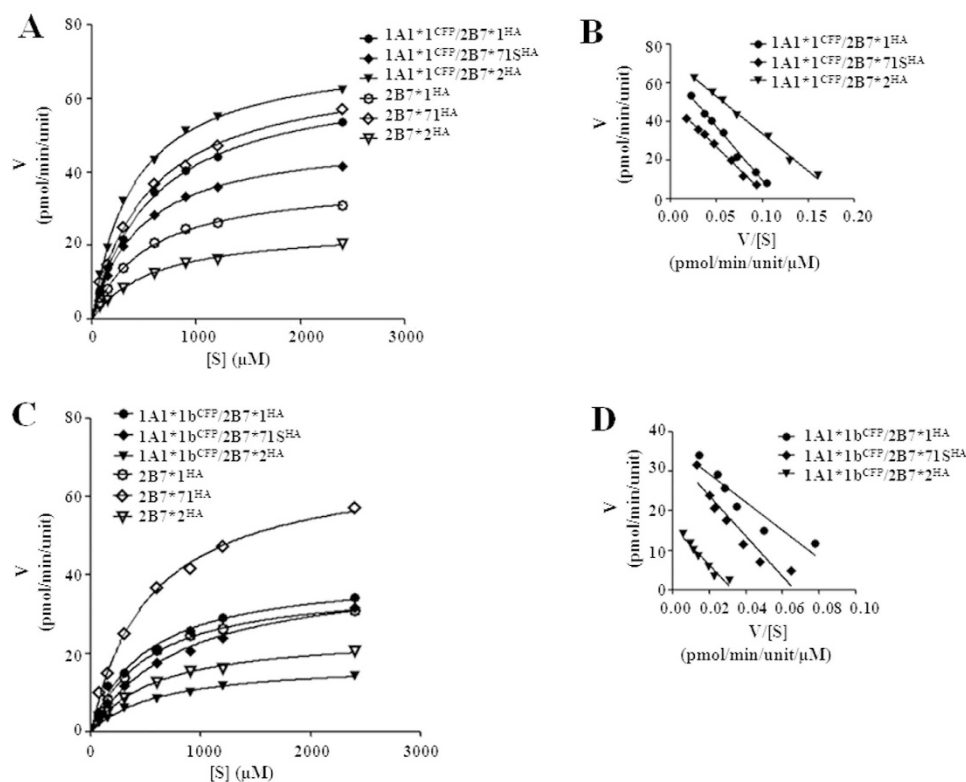 A
80
60
40
20
0
V
(pmol/min/unit)
0
1000
2000
3000
[S] (µM)
1A1*1CFP/2B7*1HA
1A1*1CFP/2B7*71SHA
1A1*1CFP/2B7*2HA
2B7*1HA
2B7*71HA
2B7*2HA
B
80
60
40
20
0
V
(pmol/min/unit)
0.00 0.05 0.10 0.15 0.20
V/[S]
(pmol/min/unit/µM)
1A1*1CFP/2B7*1HA
1A1*1CFP/2B7*71SHA
1A1*1CFP/2B7*2HA
C
80
60
40
20
0
V
(pmol/min/unit)
0
1000
2000
3000
[S] (µM)
1A1*1bCFP/2B7*1HA
1A1*1bCFP/2B7*71SHA
1A1*1bCFP/2B7*2HA
2B7*1HA
2B7*71HA
2B7*2HA
D
40
30
20
10
0
V
(pmol/min/unit)
0.00 0.02 0.04 0.06 0.08 0.10
V/[S]
(pmol/min/unit/µM)
1A1*1bCFP/2B7*1HA
1A1*1bCFP/2B7*71SHA
1A1*1bCFP/2B7*2HA